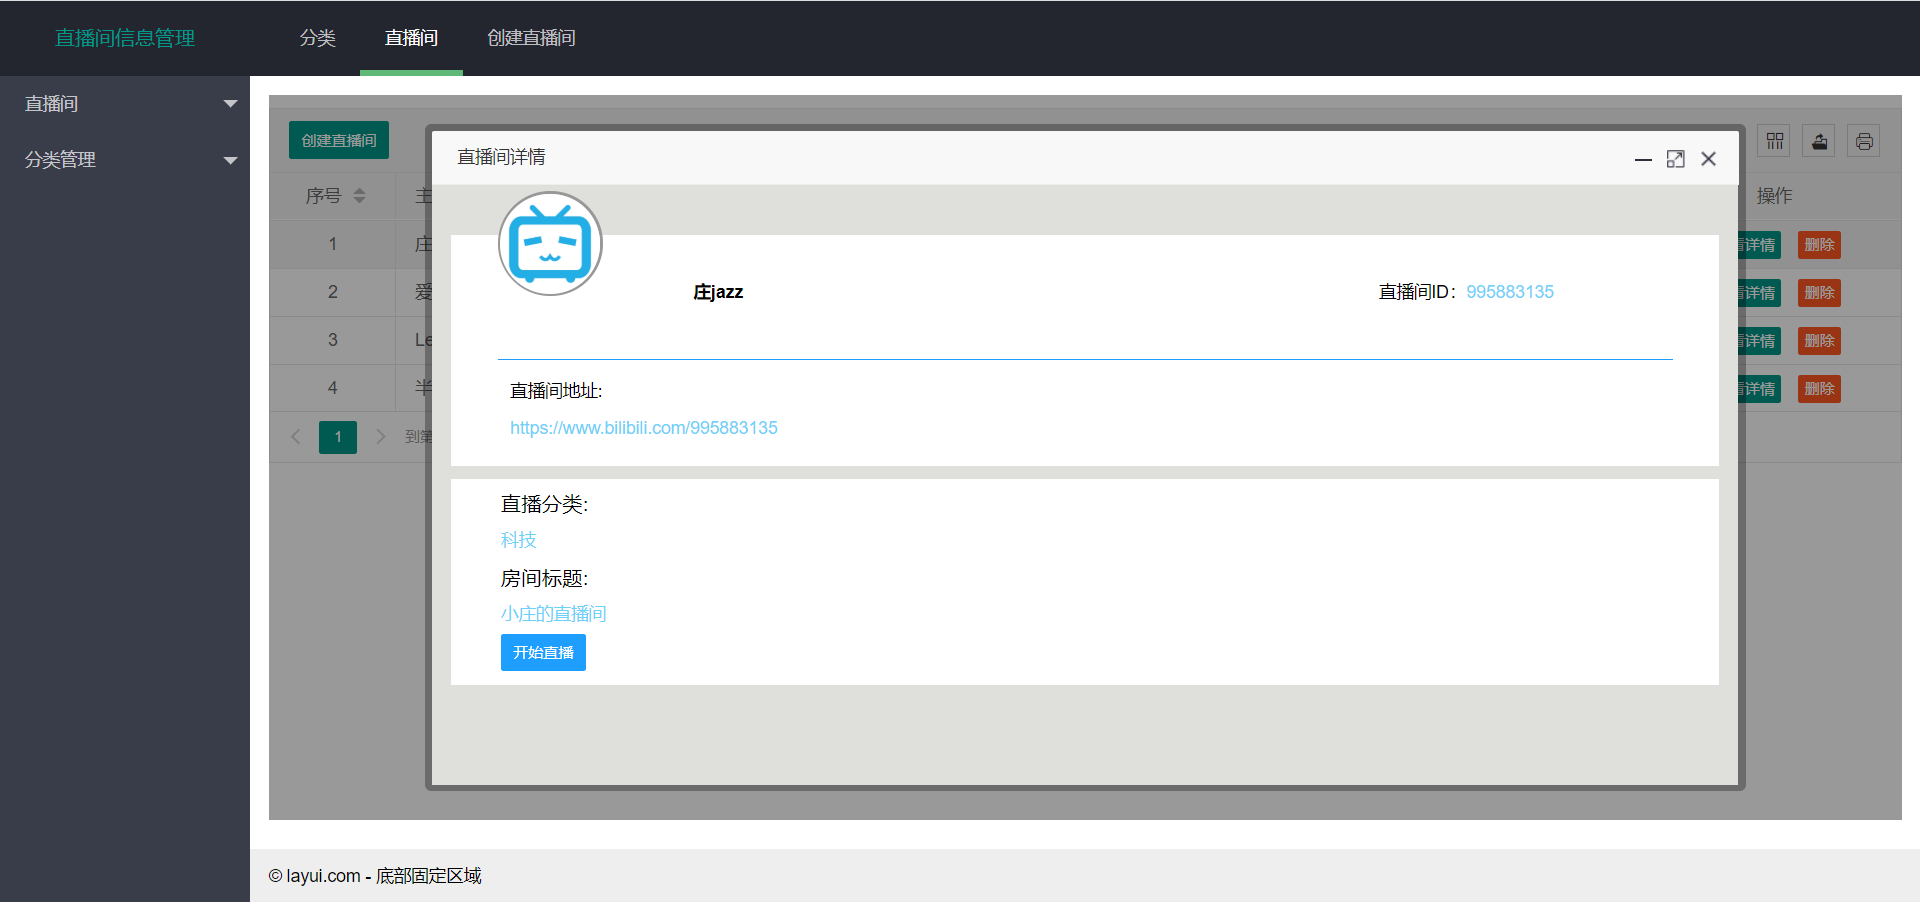 直播间信息管理
分类
直播间
创建直播间
直播间
分类管理
创建直播间
序号
主
操作
1
庄
详情
删除
2
爱
详情
删除
3
Le
详情
删除
4
半
详情
删除
1
到第
直播间详情
庄jazz
直播间ID：995883135
直播间地址:
https://www.bilibili.com/995883135
直播分类:
科技
房间标题:
小庄的直播间
开始直播
© layui.com - 底部固定区域